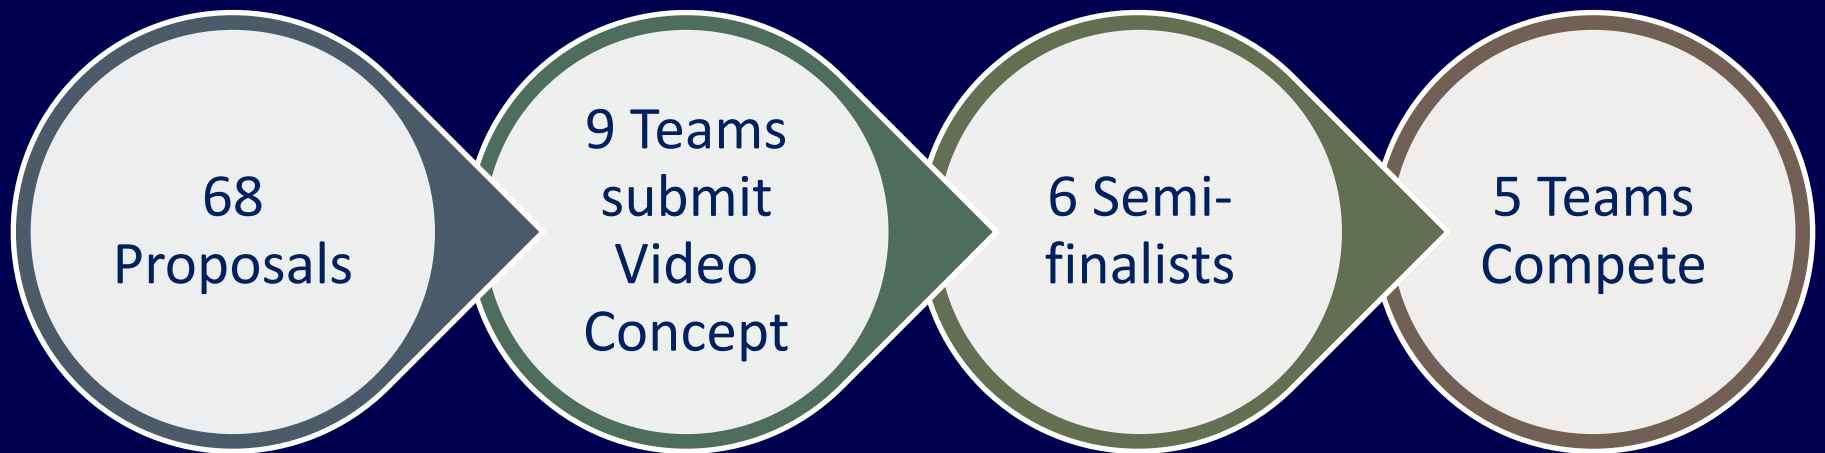 68
Proposals
9 Teams
submit
Video
Concept
6 Semi-
finalists
5 Teams
Compete